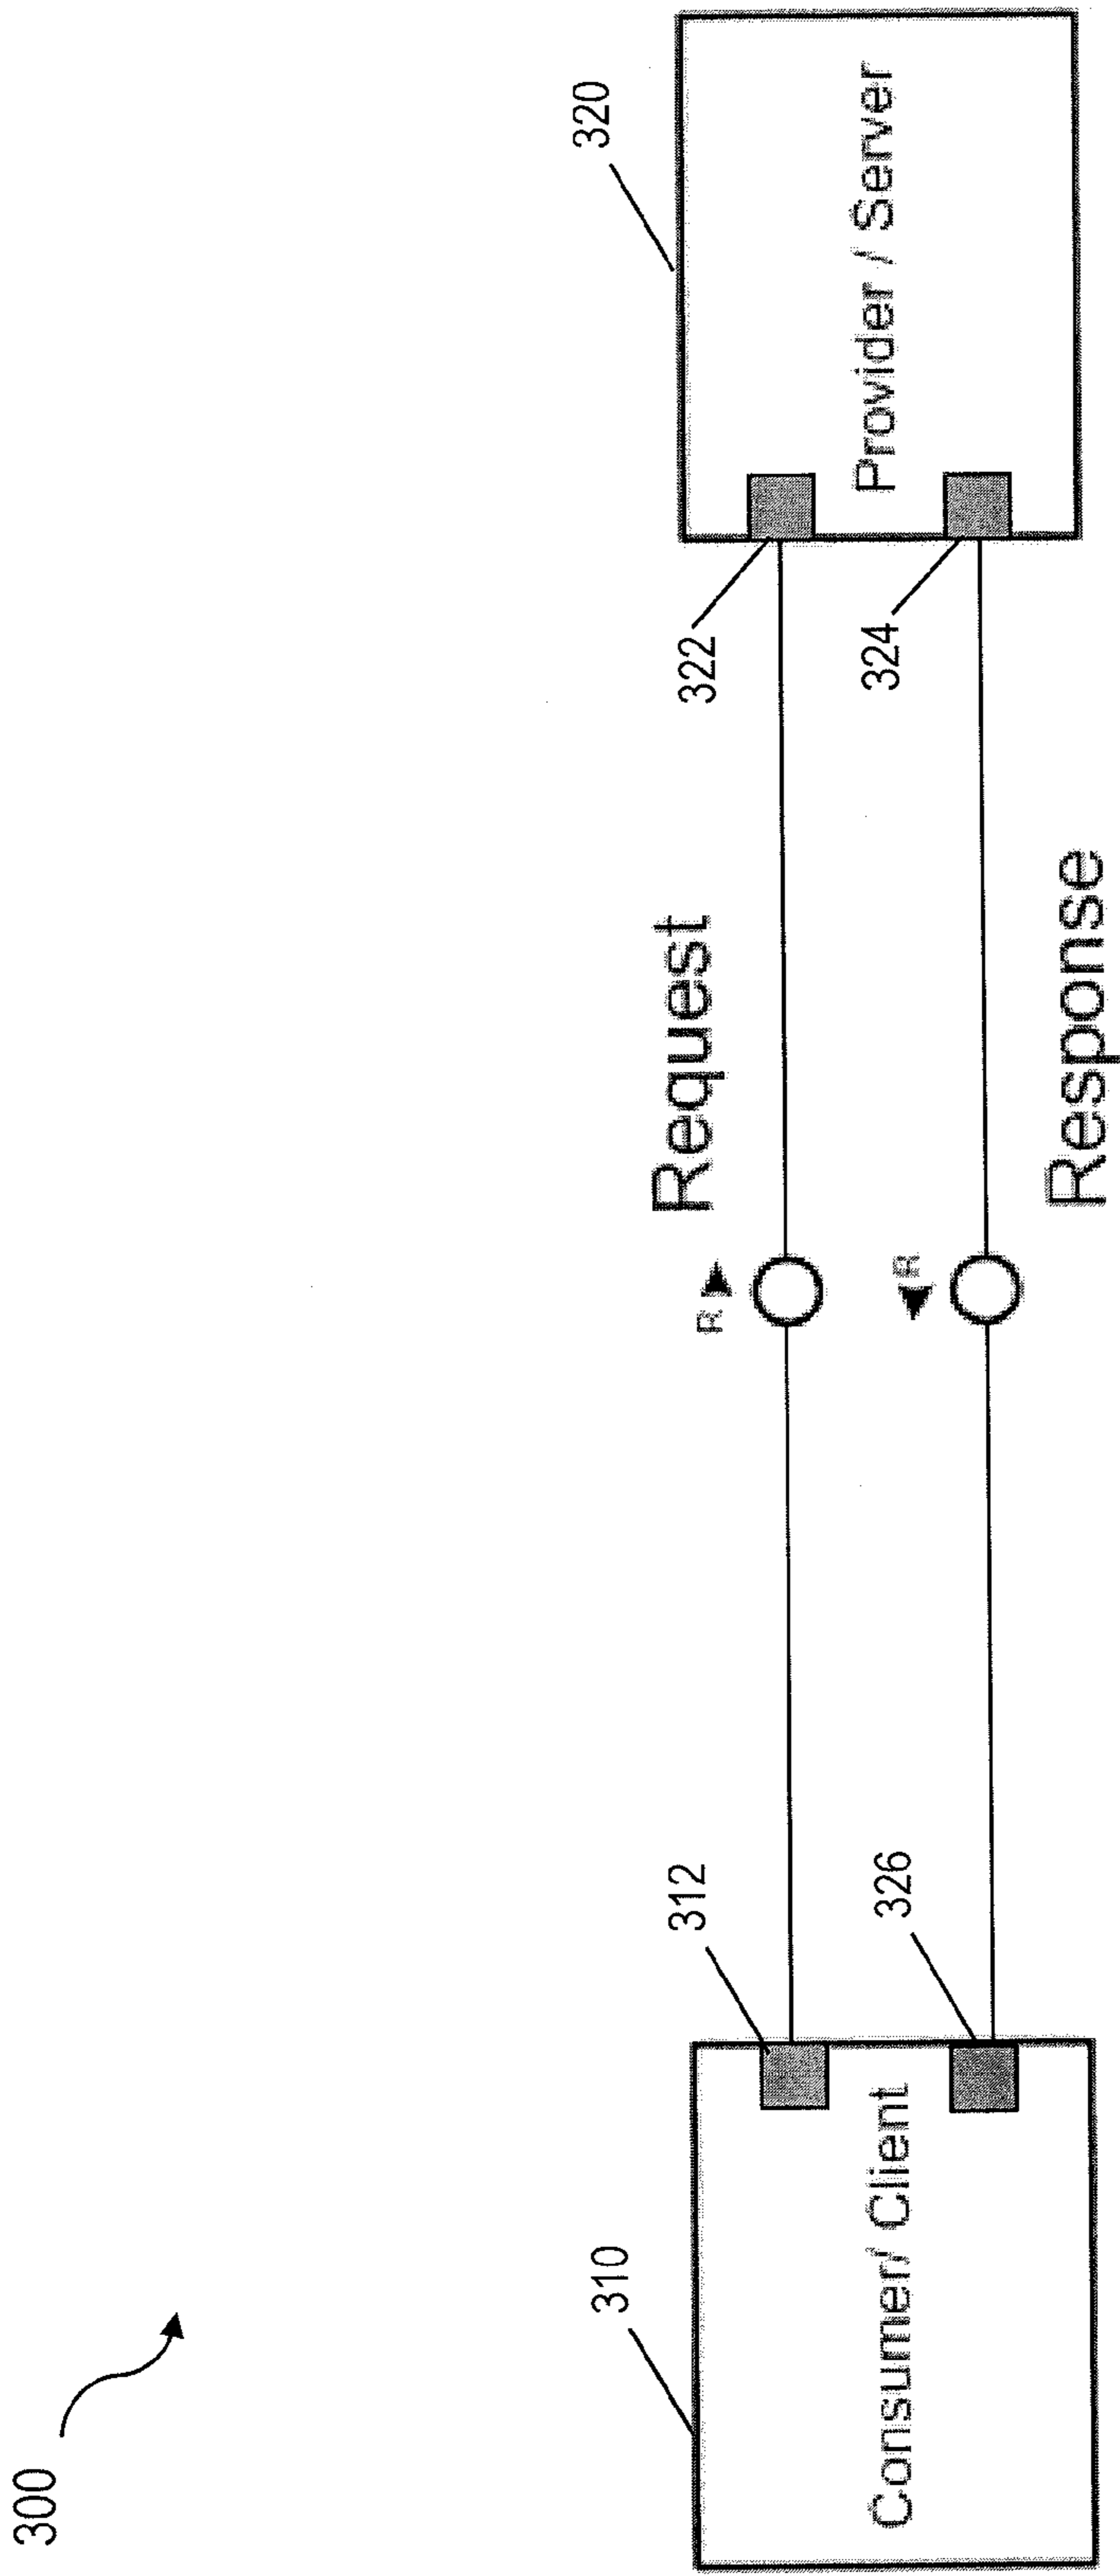 300
310
Consumer/ Client
312
326
R
Request
R
Response
322
324
320
Provider / Server